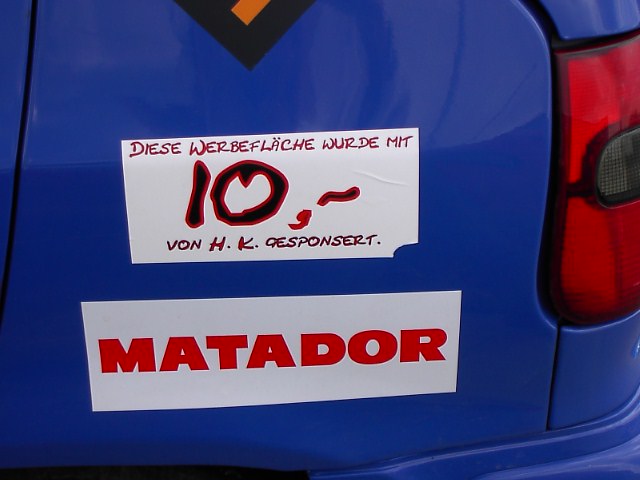 DIESE WERBEFLÄCHE WURDE MIT
10,-
VON H. K. GESPONSERT.
MATADOR